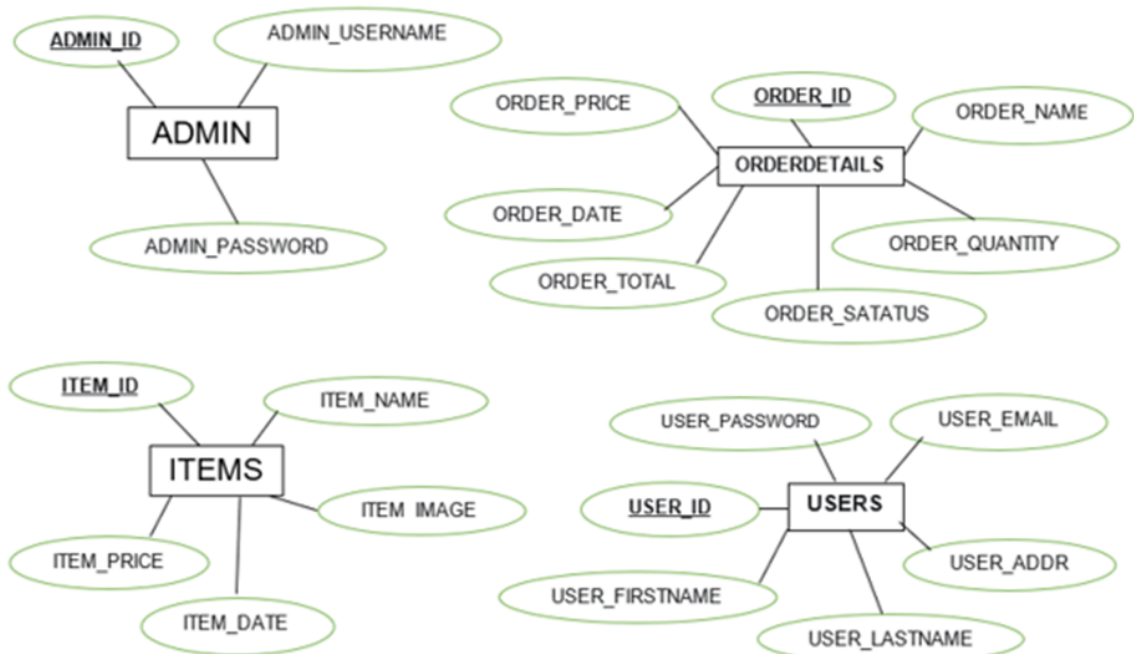 ADMIN_ID
ADMIN_USERNAME
ADMIN
ADMIN_PASSWORD
ORDER_PRICE
ORDER_ID
ORDER_NAME
ORDERDETAILS
ORDER_DATE
ORDER_QUANTITY
ORDER_TOTAL
ORDER_SATATUS
ITEM_ID
ITEM_NAME
ITEMS
ITEM IMAGE
ITEM_PRICE
ITEM_DATE
USER_PASSWORD
USER_EMAIL
USER_ID
USERS
USER_ADDR
USER_FIRSTNAME
USER_LASTNAME